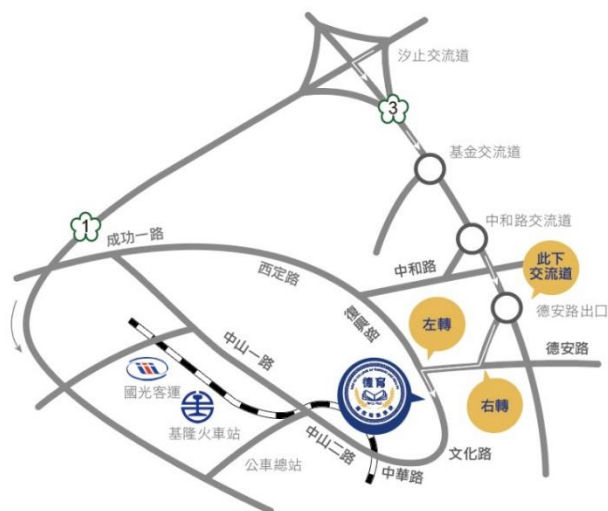 汐止交流道
3
基金交流道
中和路交流道
1
成功一路
西定路
中和路
此下
交流道
復興路
左轉
德安路出口
中山一路
德安路
國光客運
德育
右轉
基隆火車站
中山二路
文化路
公車總站
中華路